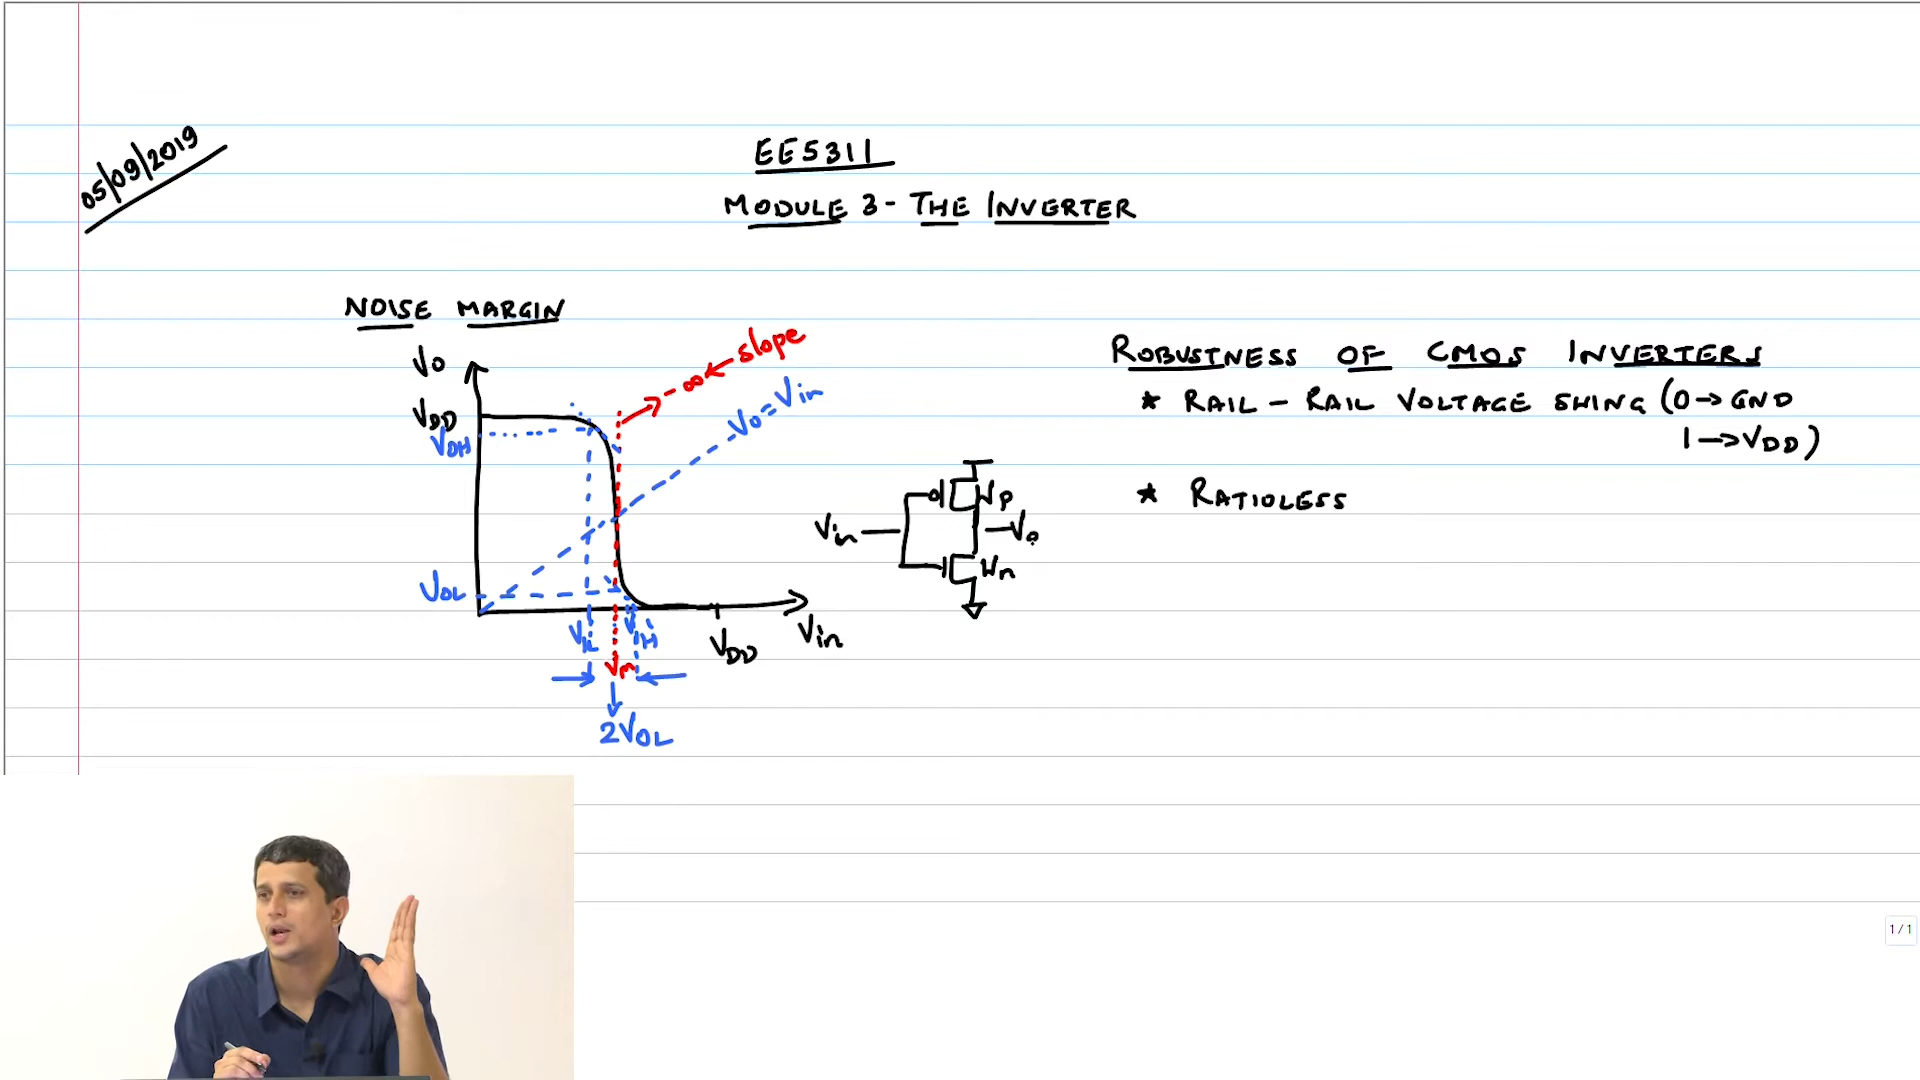 05/09/2019
EE5311
MODULE 3 - THE INVERTER
NOISE MARGIN
Vo
VDD
VOH
VOL
-∞ ← slope
Vo = Vin
VIL
VIH
Vm
VDD
Vin
2VOL
Vin
Wp
Vo
Wn
ROBUSTNESS OF CMOS INVERTERS
* RAIL - RAIL VOLTAGE SWING (0→GND
1→VDD)
* RATIOLESS
1/1